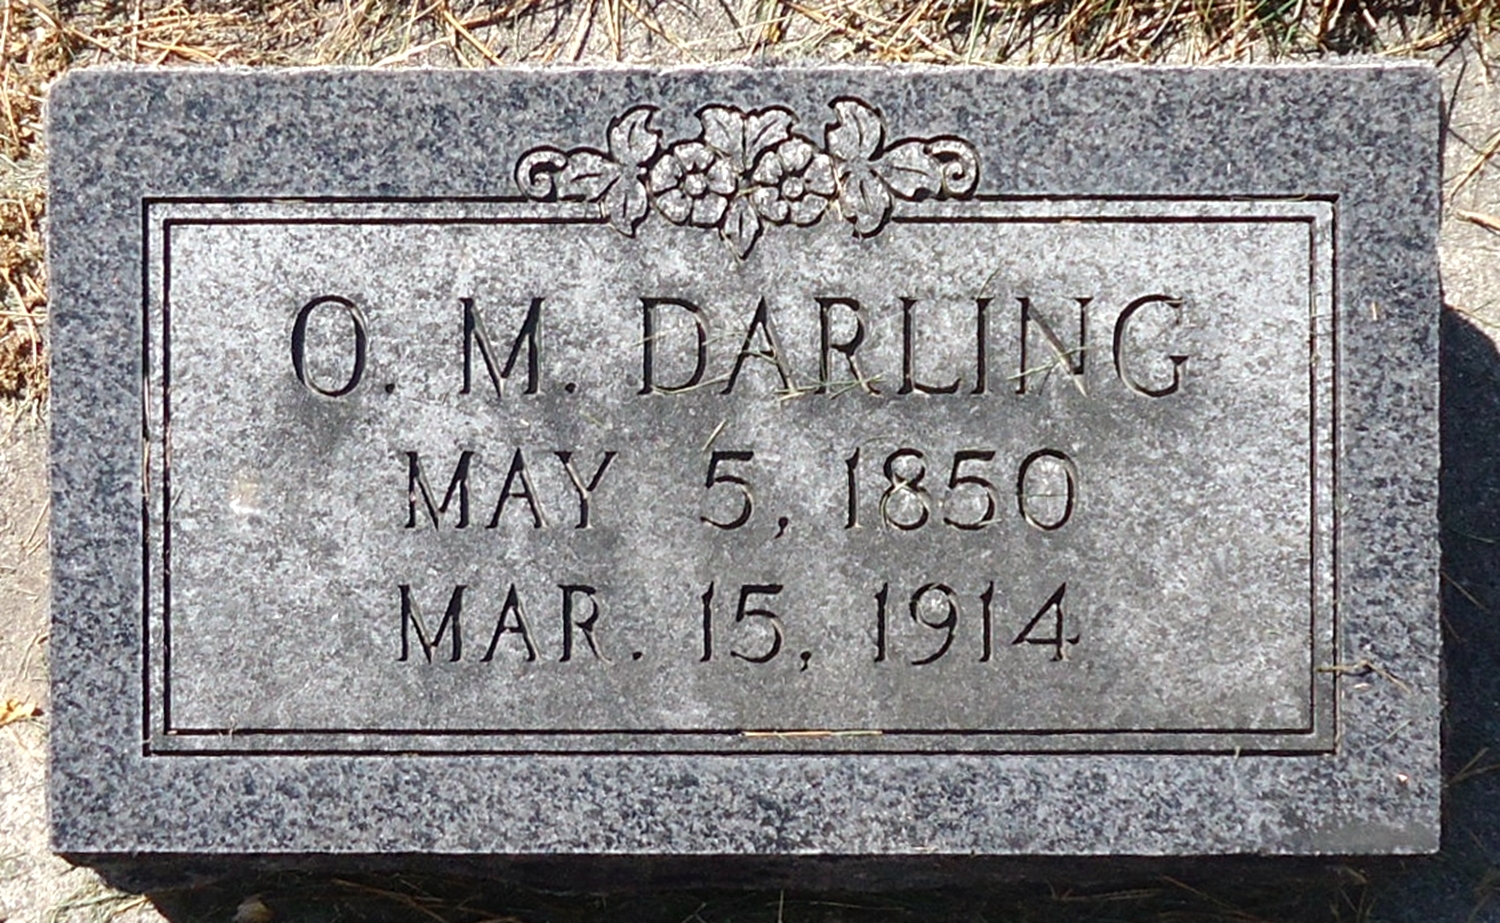 O. M. DARLING
MAY 5, 1850
MAR. 15, 1914